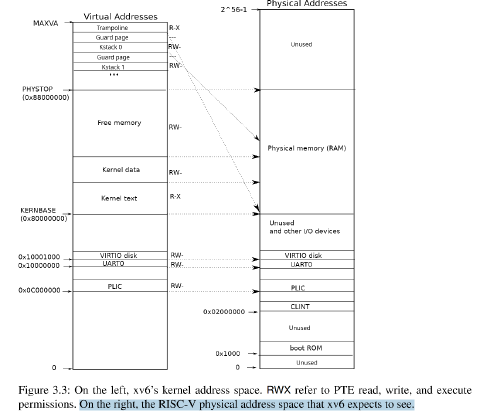 Virtual Addresses
MAXVA
Trampoline R-X
Guard page ---
Kstack 0 RW-
Guard page ---
Kstack 1 RW-
...
PHYSTOP
(0x88000000)
Free memory RW-
Kernel data RW-
Kernel text R-X
KERNBASE
(0x80000000)
0x10001000 VIRTIO disk RW-
0x10000000 UART0 RW-
0x0C000000 PLIC RW-
0
Physical Addresses
2^56-1
Unused
Physical memory (RAM)
Unused
and other I/O devices
VIRTIO disk
UART0
PLIC
CLINT
0x02000000
Unused
boot ROM
0x1000
Unused
0
Figure 3.3: On the left, xv6's kernel address space. RWX refer to PTE read, write, and execute
permissions. On the right, the RISC-V physical address space that xv6 expects to see.